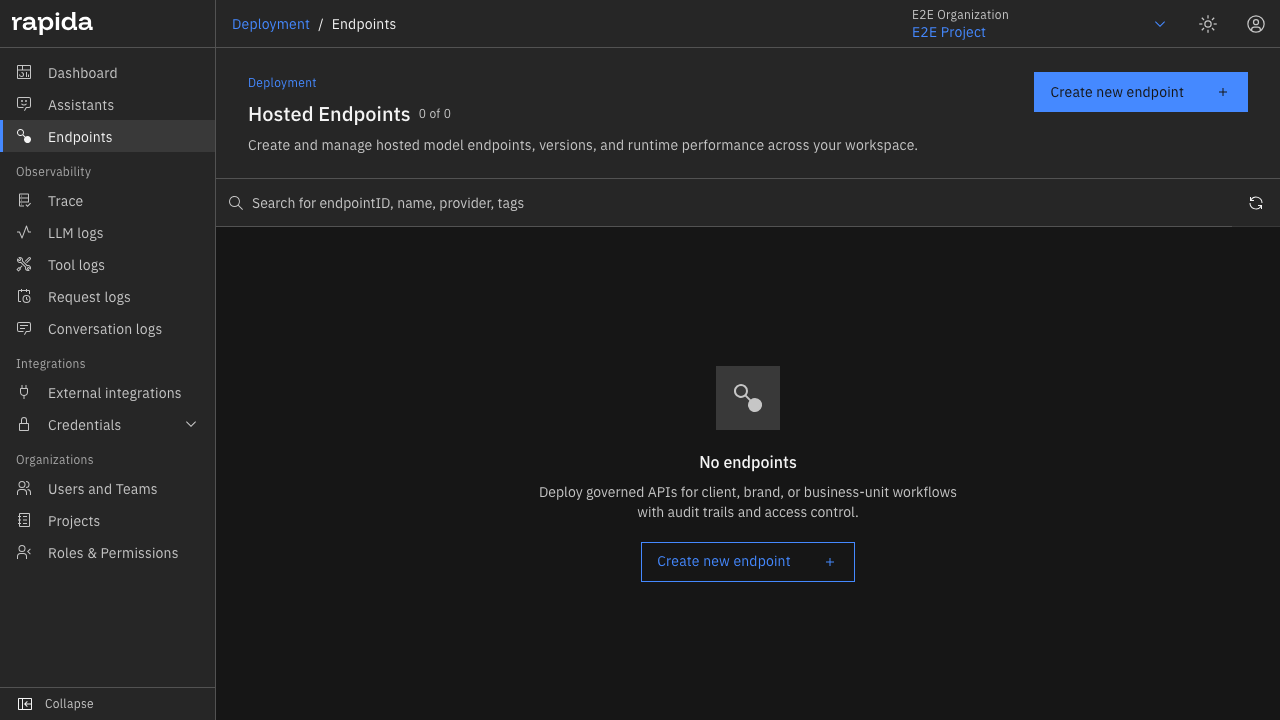 rapida
Deployment / Endpoints
E2E Organization
E2E Project
Dashboard
Assistants
Endpoints
Observability
Trace
LLM logs
Tool logs
Request logs
Conversation logs
Integrations
External integrations
Credentials
Organizations
Users and Teams
Projects
Roles & Permissions
Collapse
Deployment
Hosted Endpoints 0 of 0
Create and manage hosted model endpoints, versions, and runtime performance across your workspace.
Create new endpoint +
Search for endpointID, name, provider, tags
No endpoints
Deploy governed APIs for client, brand, or business-unit workflows
with audit trails and access control.
Create new endpoint +